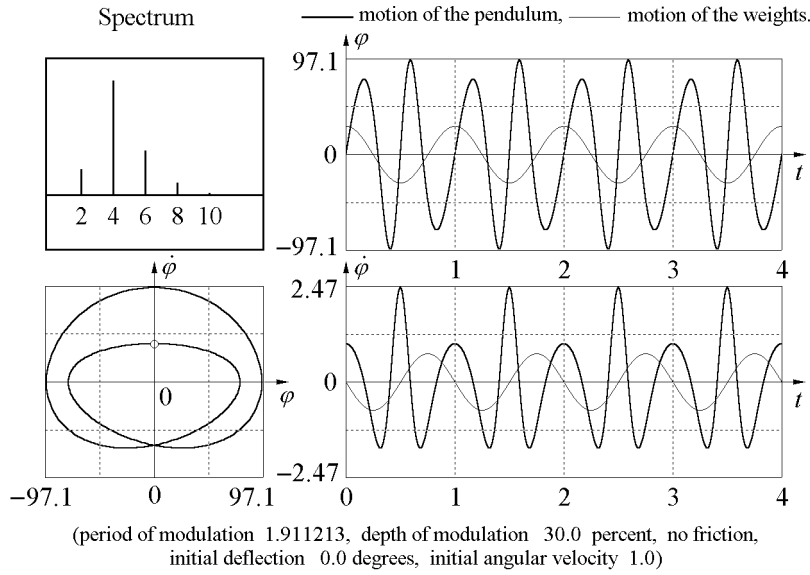 Spectrum
motion of the pendulum, motion of the weights.
φ
97.1
0
−97.1
t
1 2 3 4
2 4 6 8 10
φ̇
φ
0
−97.1 0 97.1
φ̇
2.47
0
−2.47
t
0 1 2 3 4
(period of modulation 1.911213, depth of modulation 30.0 percent, no friction,
initial deflection 0.0 degrees, initial angular velocity 1.0)